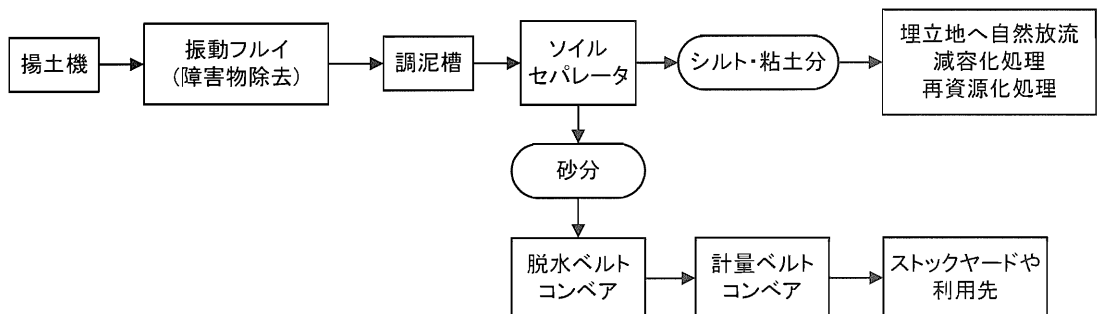 揚土機
振動フルイ
(障害物除去)
調泥槽
ソイル
セパレータ
シルト・粘土分
埋立地へ自然放流
減容化処理
再資源化処理
砂分
脱水ベルト
コンベア
計量ベルト
コンベア
ストックヤードや
利用先